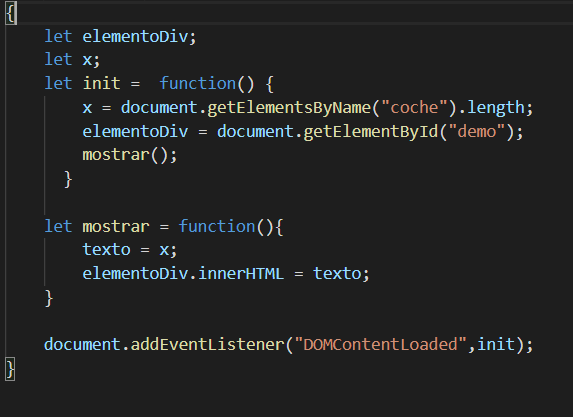 {
let elementoDiv;
let x;
let init =  function() {
x = document.getElementsByName("coche").length;
elementoDiv = document.getElementById("demo");
mostrar();
}
let mostrar = function(){
texto = x;
elementoDiv.innerHTML = texto;
}
document.addEventListener("DOMContentLoaded",init);
}